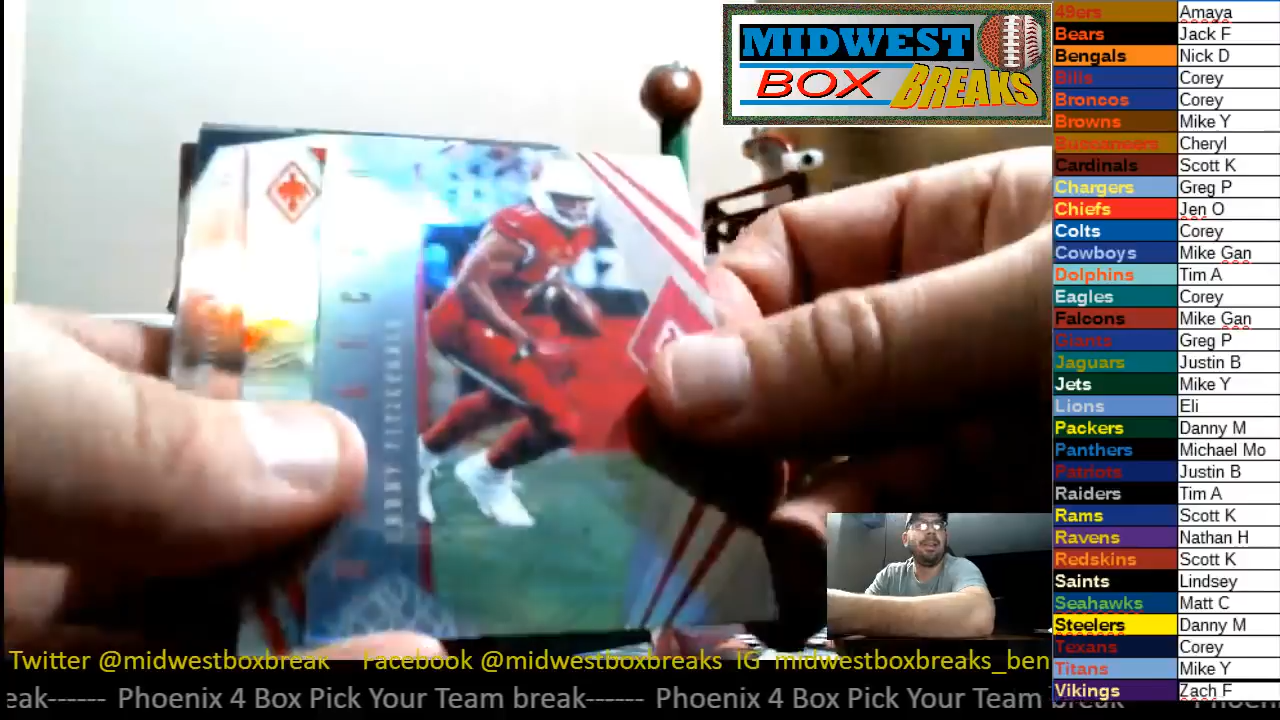 MIDWEST
BOX BREAKS
49ers Amaya
Bears Jack F
Bengals Nick D
Bills Corey
Broncos Corey
Browns Mike Y
Buccaneers Cheryl
Cardinals Scott K
Chargers Greg P
Chiefs Jen O
Colts Corey
Cowboys Mike Gan
Dolphins Tim A
Eagles Corey
Falcons Mike Gan
Giants Greg P
Jaguars Justin B
Jets Mike Y
Lions Eli
Packers Danny M
Panthers Michael Mo
Patriots Justin B
Raiders Tim A
Rams Scott K
Ravens Nathan H
Redskins Scott K
Saints Lindsey
Seahawks Matt C
Steelers Danny M
Texans Corey
Titans Mike Y
Vikings Zach F
Twitter @midwestboxbreak Facebook @midwestboxbreaks IG midwestboxbreaks_ben
eak------ Phoenix 4 Box Pick Your Team break------ Phoenix 4 Box Pick Your Team break